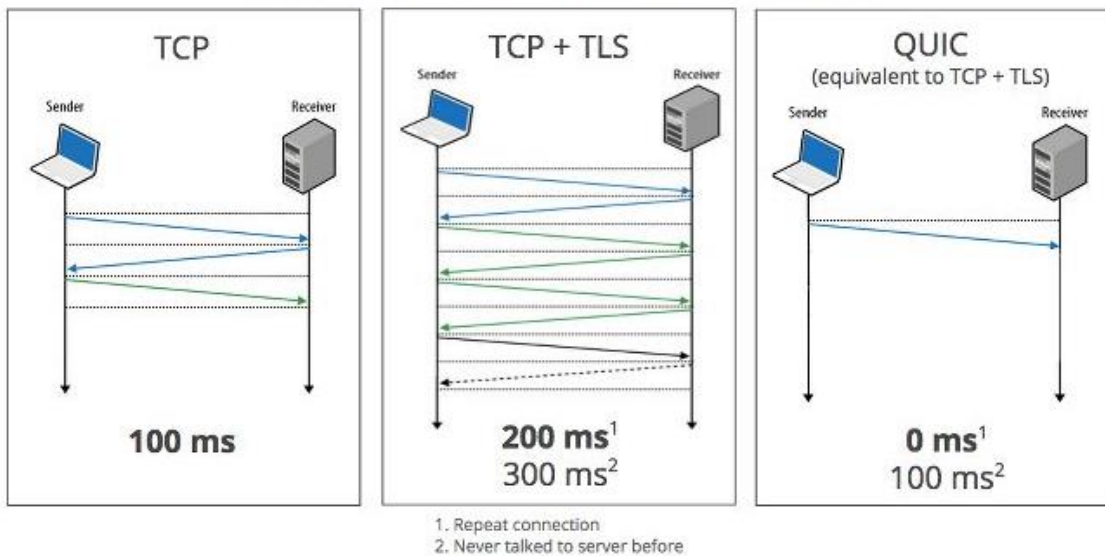 TCP
Sender
Receiver
100 ms
TCP + TLS
Sender
Receiver
200 ms¹
300 ms²
QUIC
(equivalent to TCP + TLS)
Sender
Receiver
0 ms¹
100 ms²
1. Repeat connection
2. Never talked to server before